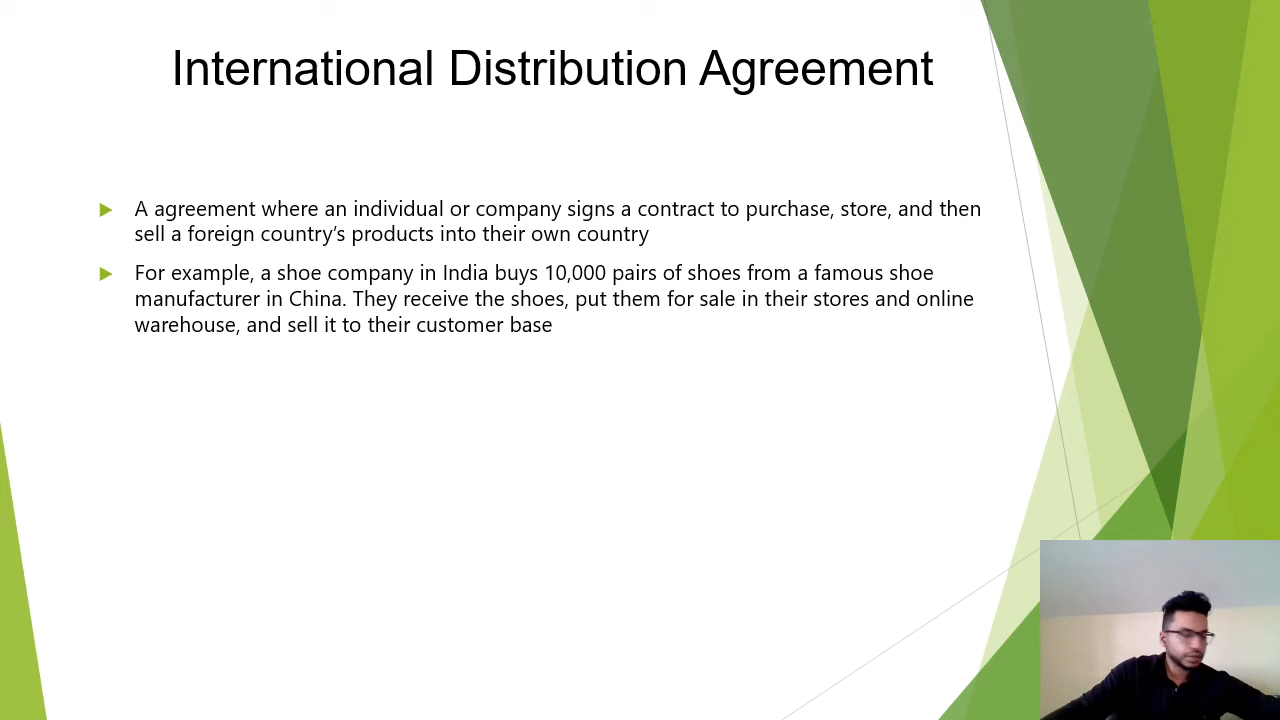 International Distribution Agreement
A agreement where an individual or company signs a contract to purchase, store, and then
sell a foreign country’s products into their own country
For example, a shoe company in India buys 10,000 pairs of shoes from a famous shoe
manufacturer in China. They receive the shoes, put them for sale in their stores and online
warehouse, and sell it to their customer base